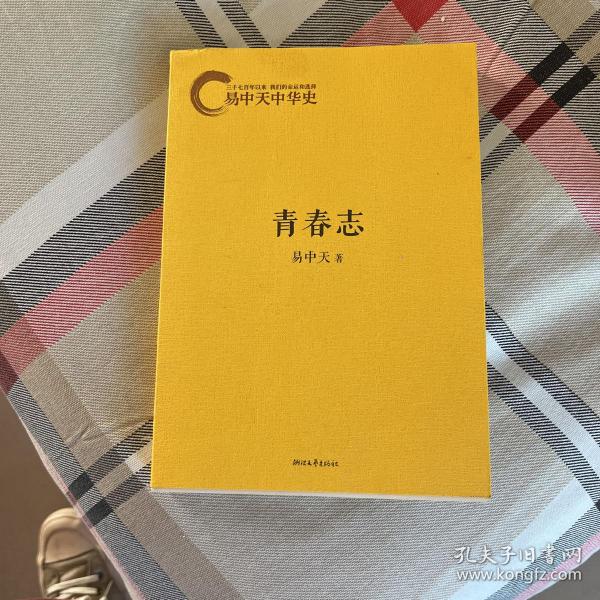 三千七百年以来 我们的命运和选择
易中天中华史
青春志
易中天 著
浙江文艺出版社
孔夫子旧书网
www.kongfz.com